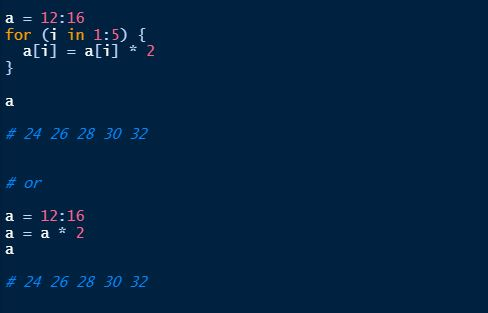 a = 12:16
for (i in 1:5) {
  a[i] = a[i] * 2
}
a
# 24 26 28 30 32
# or
a = 12:16
a = a * 2
a
# 24 26 28 30 32